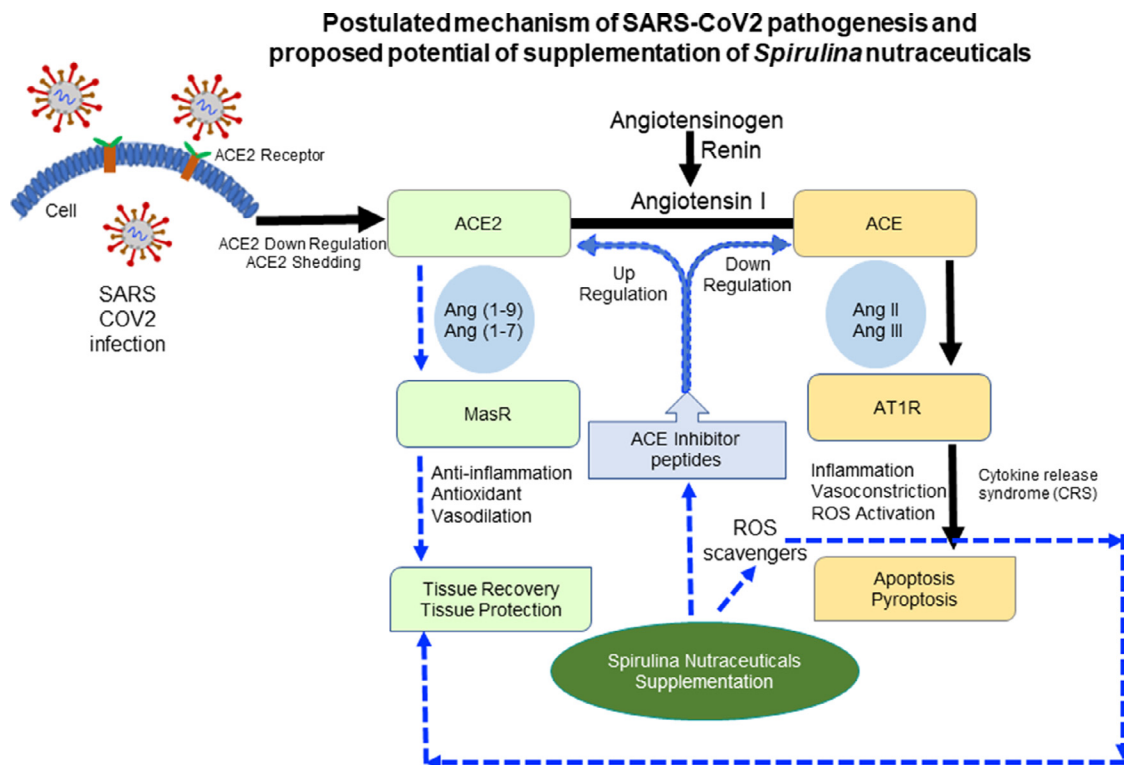 Postulated mechanism of SARS-CoV2 pathogenesis and
proposed potential of supplementation of Spirulina nutraceuticals
ACE2 Receptor
Cell
SARS
COV2
infection
ACE2 Down Regulation
ACE2 Shedding
Angiotensinogen
Renin
Angiotensin I
ACE2
ACE
Up
Regulation
Down
Regulation
Ang (1-9)
Ang (1-7)
Ang II
Ang III
MasR
ACE Inhibitor
peptides
AT1R
Anti-inflammation
Antioxidant
Vasodilation
Inflammation
Vasoconstriction
ROS Activation
Cytokine release
syndrome (CRS)
ROS
scavengers
Tissue Recovery
Tissue Protection
Apoptosis
Pyroptosis
Spirulina Nutraceuticals
Supplementation